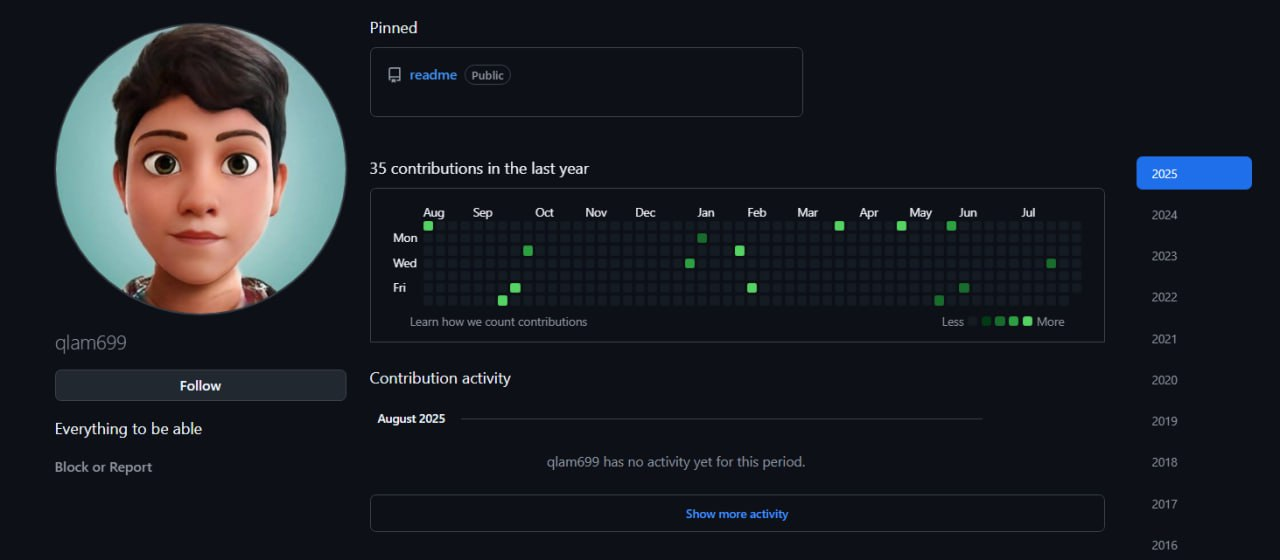 Pinned
readme Public
35 contributions in the last year
2025
Aug Sep Oct Nov Dec Jan Feb Mar Apr May Jun Jul
2024
Mon
2023
Wed
Fri
2022
Learn how we count contributions Less More
qlam699
2021
Follow
Contribution activity
2020
August 2025
2019
Everything to be able
qlam699 has no activity yet for this period.
2018
Block or Report
2017
Show more activity
2016